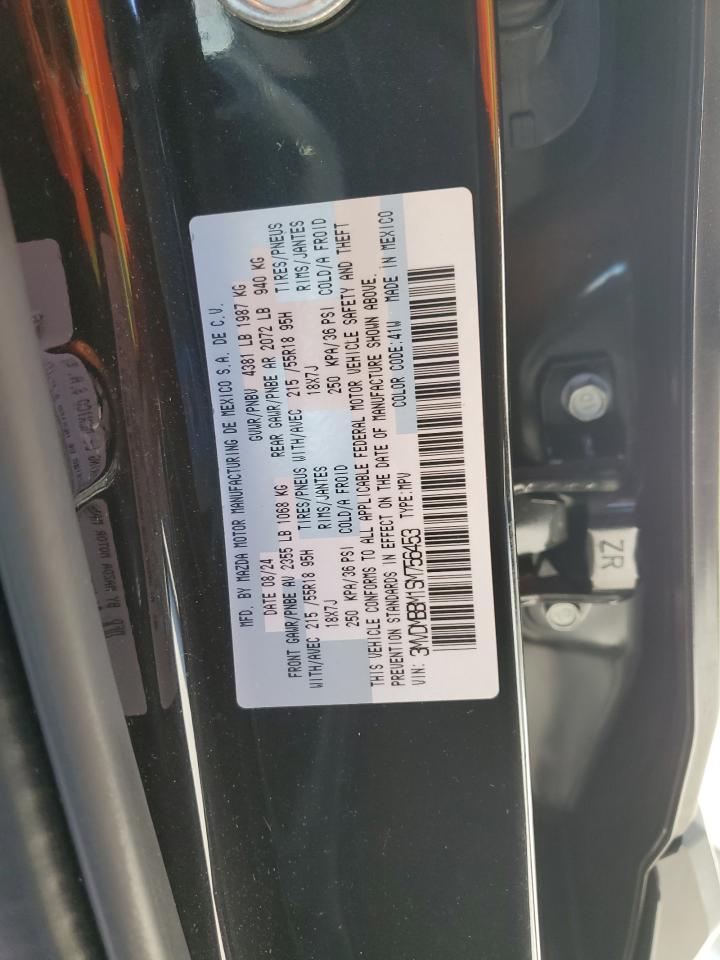 MFD. BY MAZDA MOTOR MANUFACTURING DE MEXICO S.A. DE C.V.
DATE 08/24 GVWR/PNBV 4381 LB 1987 KG
FRONT GAWR/PNBE AV 2355 LB 1068 KG REAR GAWR/PNBE AR 2072 LB 940 KG
WITH/AVEC 215 /55R18 95H TIRES/PNEUS WITH/AVEC 215 /55R18 95H TIRES/PNEUS
18X7J RIMS/JANTES 18X7J RIMS/JANTES
250 KPA/36 PSI COLD/A FROID 250 KPA/36 PSI COLD/A FROID
THIS VEHICLE CONFORMS TO ALL APPLICABLE FEDERAL MOTOR VEHICLE SAFETY AND THEFT
PREVENTION STANDARDS IN EFFECT ON THE DATE OF MANUFACTURE SHOWN ABOVE.
VIN: 3MVDMBBM1SM756453 TYPE:MPV COLOR CODE:41W MADE IN MEXICO
ZR